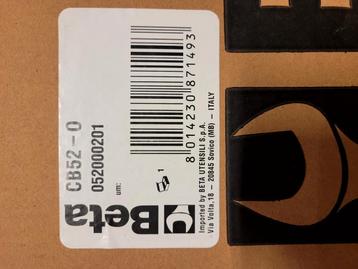 CB52-O
052000201
um:
1
8 014230 871493
Beta
Imported by BETA UTENSILI S.p.A.
Via Volta, 18 - 20845 Sovico (MB) - ITALY